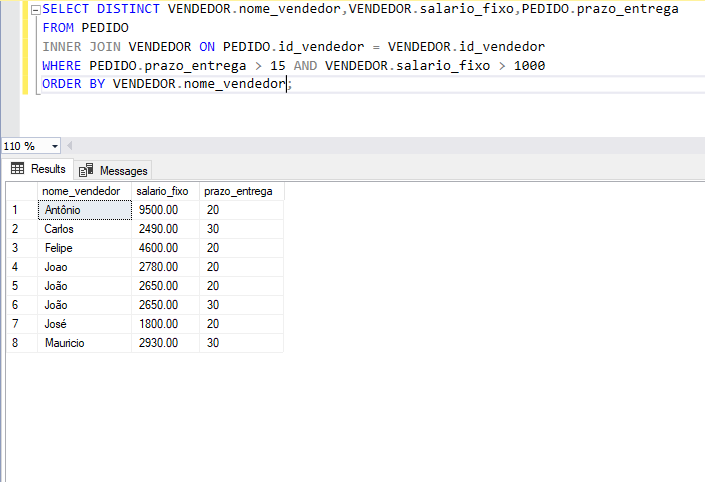 SELECT DISTINCT VENDEDOR.nome_vendedor,VENDEDOR.salario_fixo,PEDIDO.prazo_entrega
FROM PEDIDO
INNER JOIN VENDEDOR ON PEDIDO.id_vendedor = VENDEDOR.id_vendedor
WHERE PEDIDO.prazo_entrega > 15 AND VENDEDOR.salario_fixo > 1000
ORDER BY VENDEDOR.nome_vendedor;
110 %
Results Messages
nome_vendedor salario_fixo prazo_entrega
1 Antônio 9500.00 20
2 Carlos 2490.00 30
3 Felipe 4600.00 20
4 Joao 2780.00 20
5 João 2650.00 20
6 João 2650.00 30
7 José 1800.00 20
8 Mauricio 2930.00 30